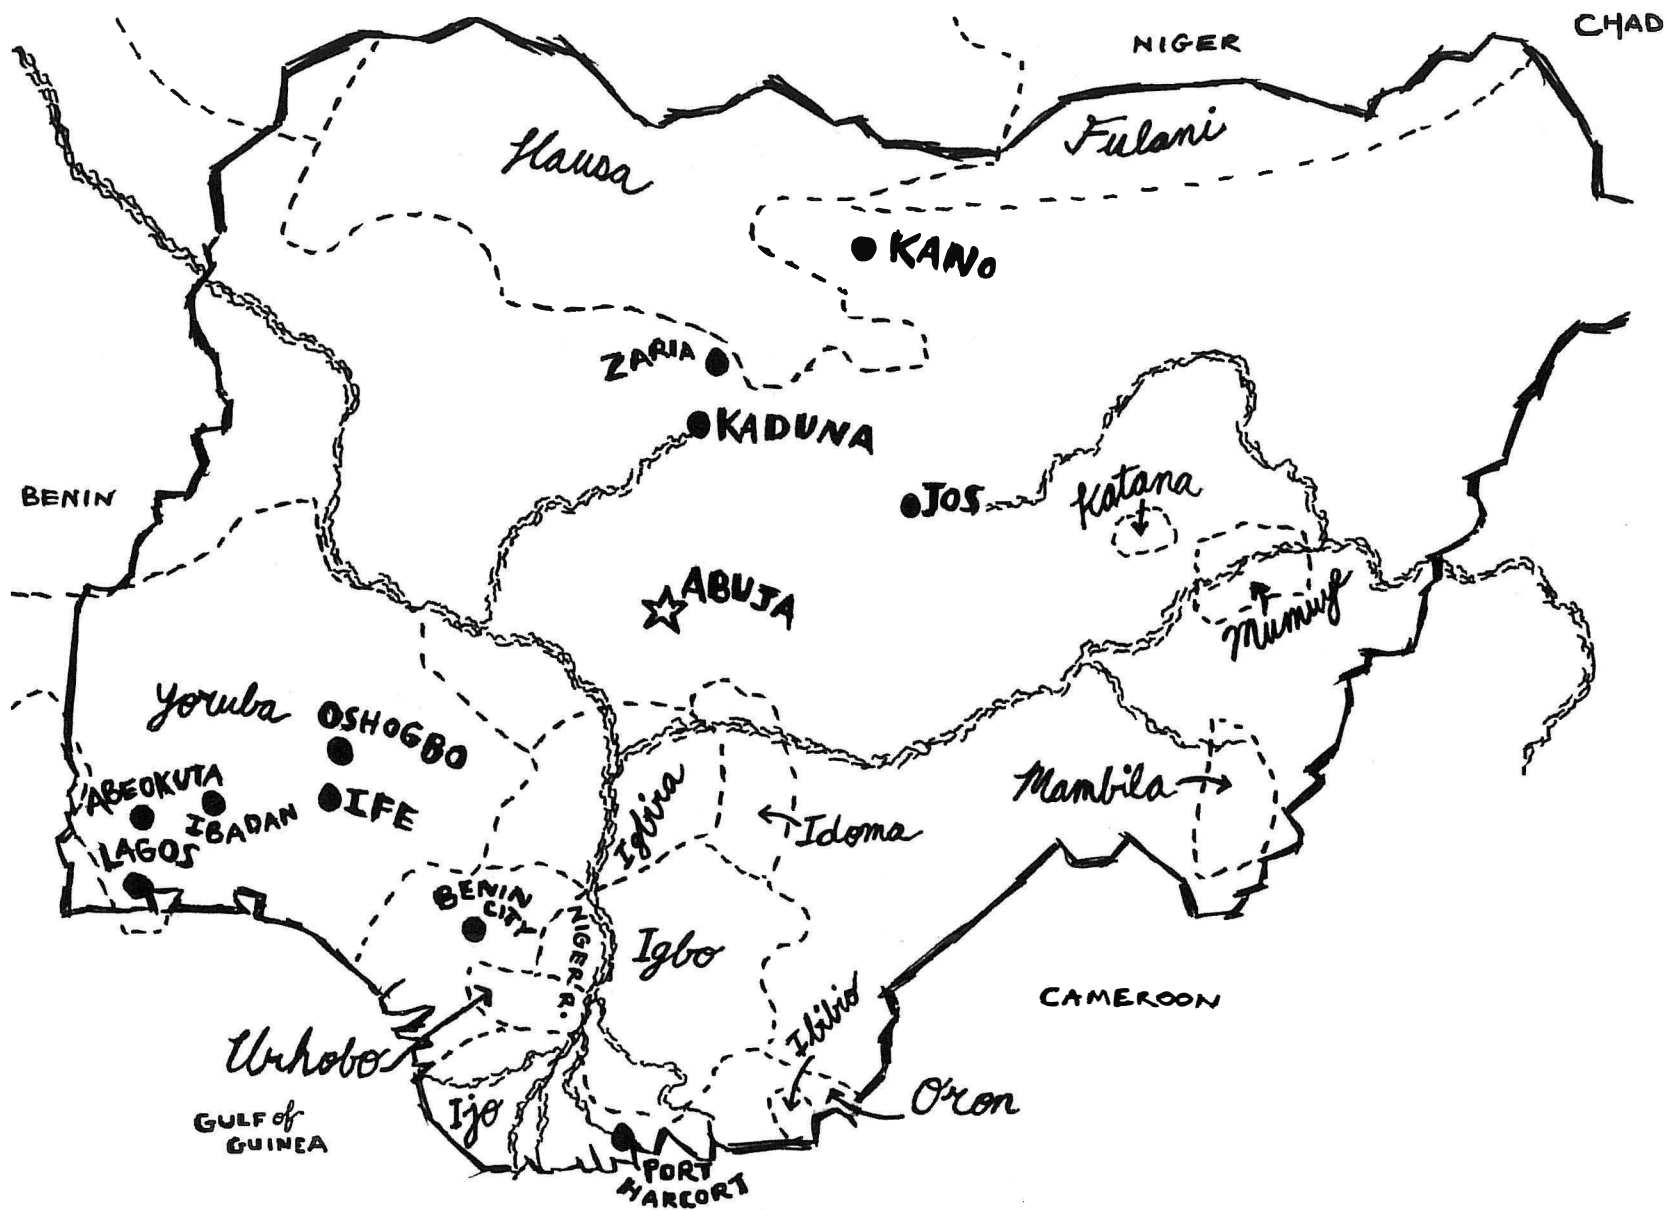 CHAD
NIGER
Hausa
Fulani
KANO
ZARIA
KADUNA
BENIN
JOS
Katana
ABUJA
Mumuye
Yoruba
OSHOGBO
ABEOKUTA
IBADAN
IFE
LAGOS
Igbira
Idoma
Mambila
BENIN
CITY
NIGER R.
Igbo
CAMEROON
Ibibio
Urhobo
Oron
Ijo
GULF of
GUINEA
PORT
HARCORT